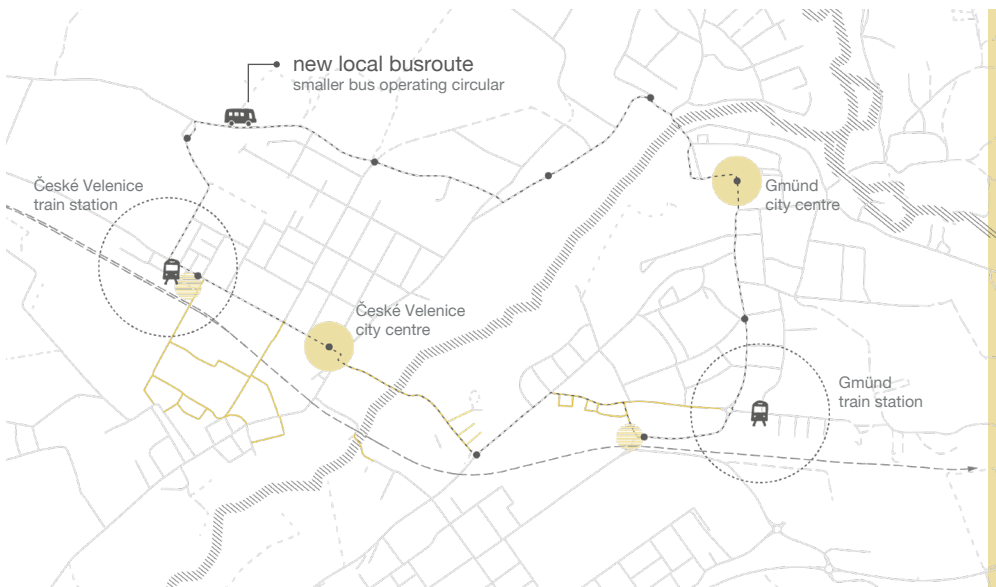 new local busroute
smaller bus operating circular
České Velenice
train station
Gmünd
city centre
České Velenice
city centre
Gmünd
train station